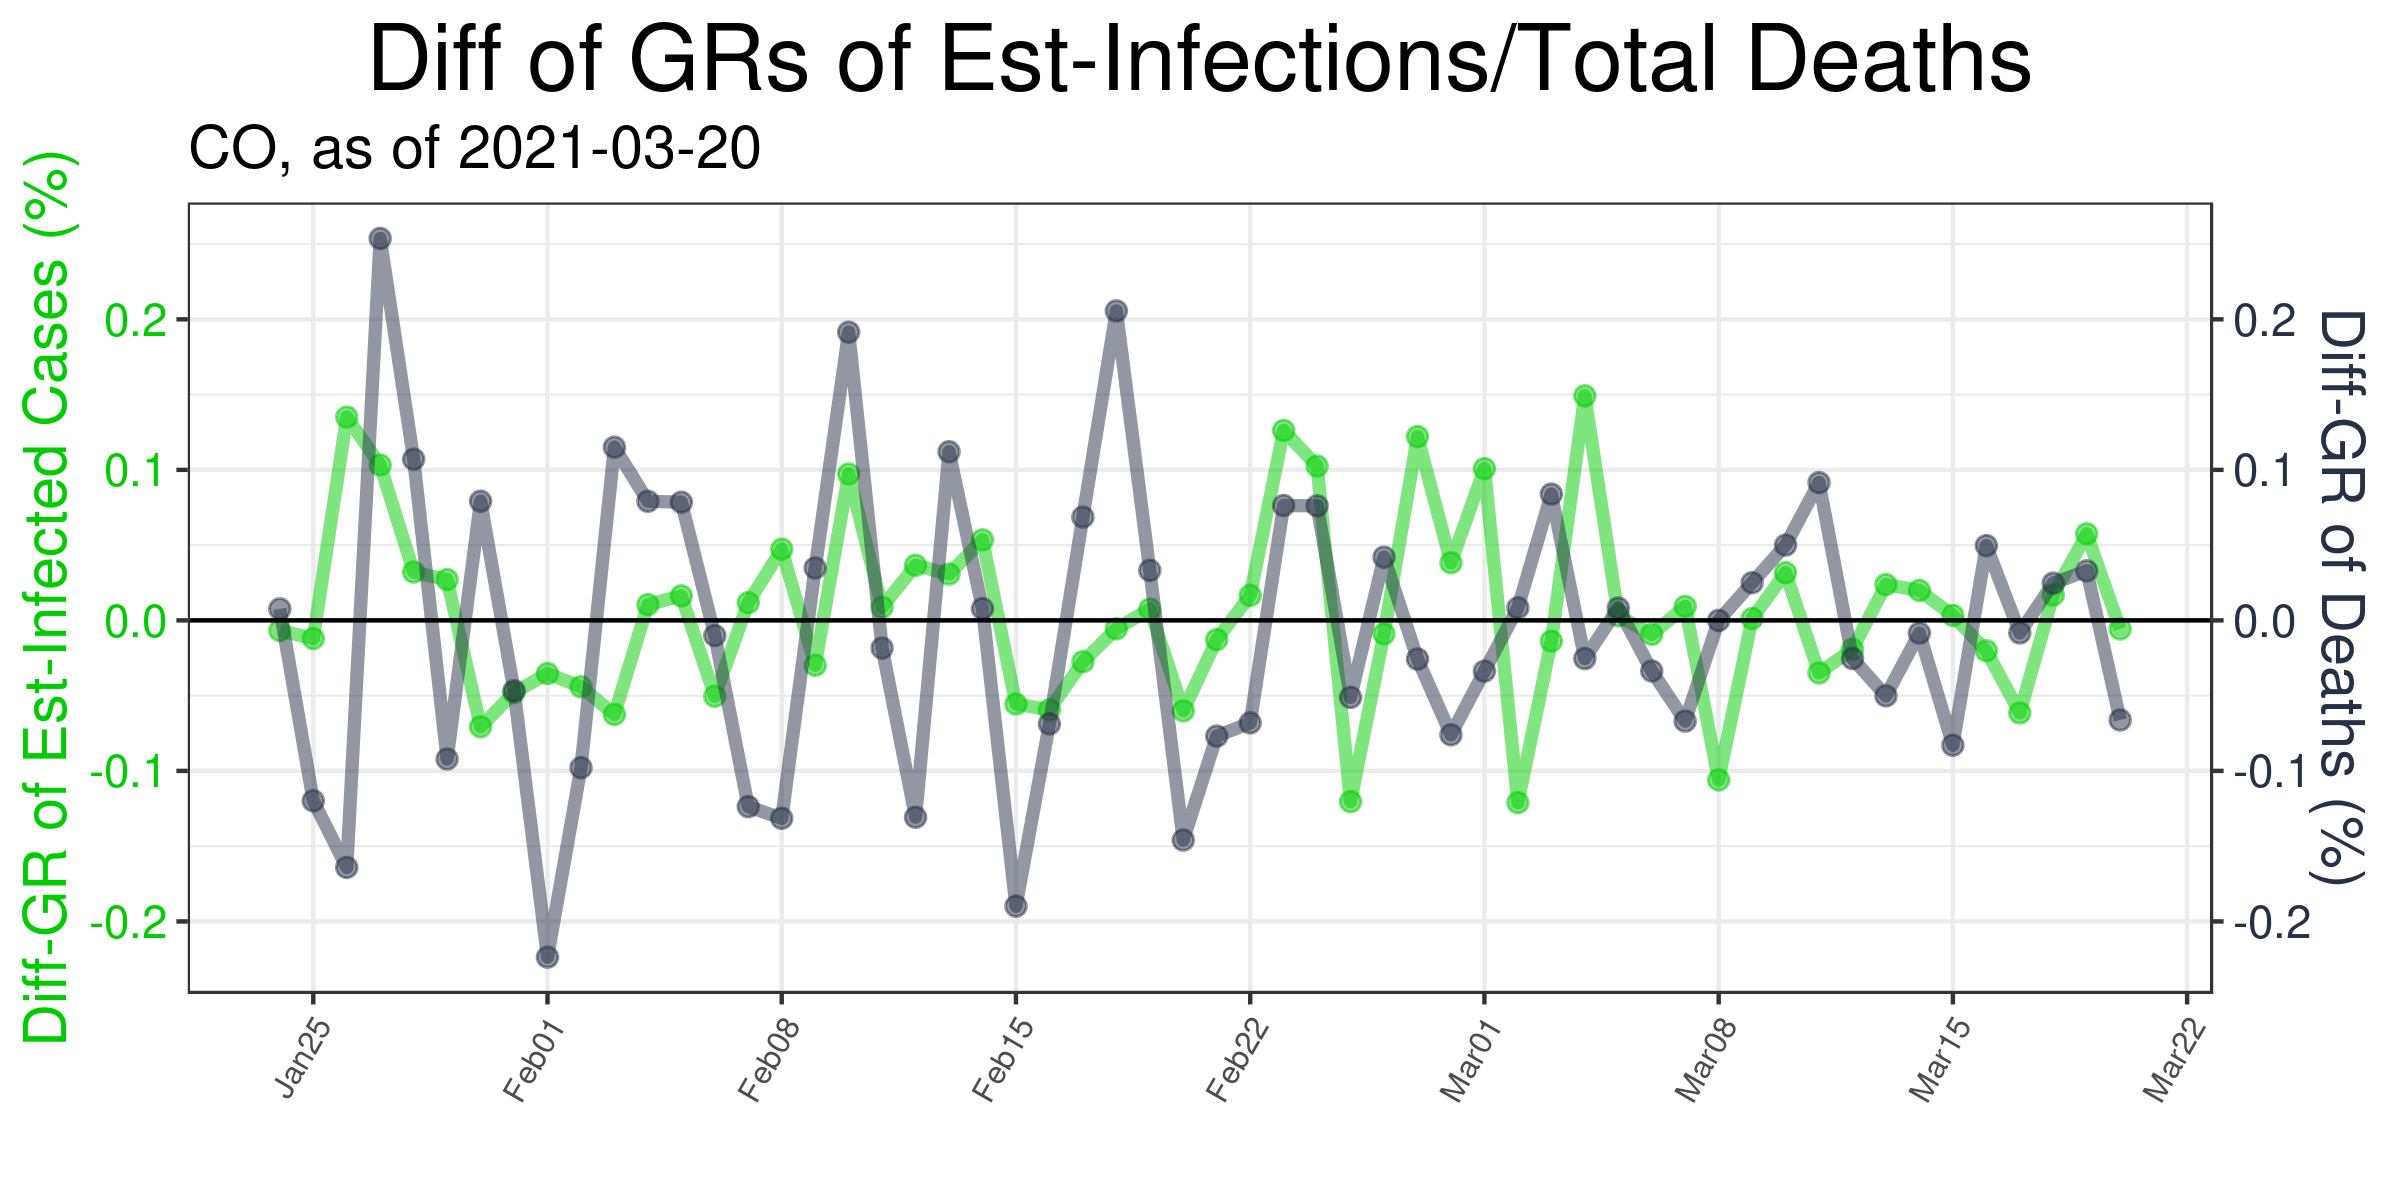 Diff of GRs of Est-Infections/Total Deaths
CO, as of 2021-03-20
Diff-GR of Est-Infected Cases (%)
0.2
0.1
0.0
-0.1
-0.2
0.2
0.1
0.0
-0.1
-0.2
Diff-GR of Deaths (%)
Jan25
Feb01
Feb08
Feb15
Feb22
Mar01
Mar08
Mar15
Mar22